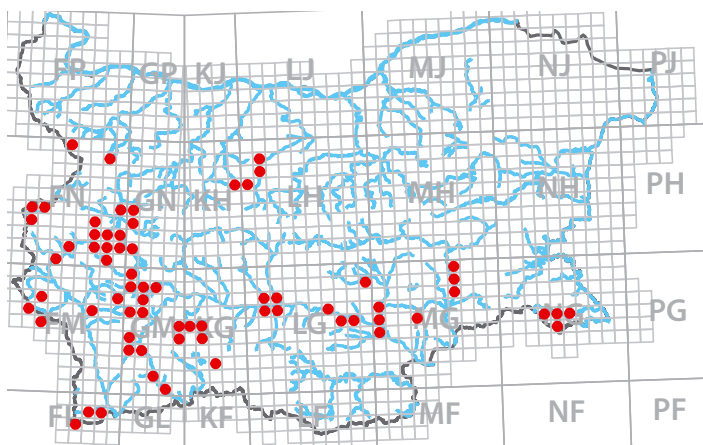 FP GP KJ LJ MJ NJ PJ
FN GN KH LH MH NH PH
FM GM KG LG MG NG PG
FL GL KF LF MF NF PF